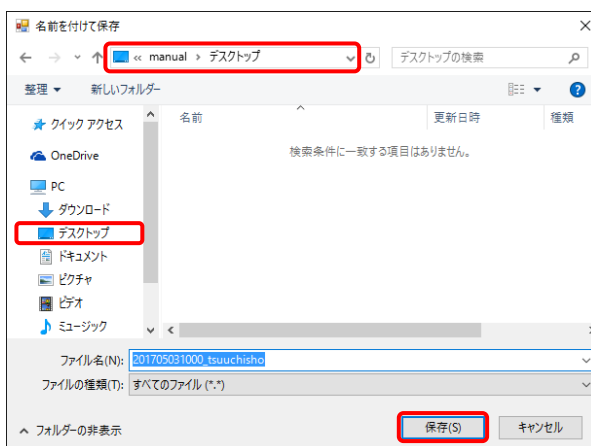 名前を付けて保存
« manual › デスクトップ
デスクトップの検索
整理 新しいフォルダー
クイック アクセス
OneDrive
PC
ダウンロード
デスクトップ
ドキュメント
ピクチャ
ビデオ
ミュージック
名前 更新日時 種類
検索条件に一致する項目はありません。
ファイル名(N): 201705031000_tsuuchisho
ファイルの種類(T): すべてのファイル (*.*)
フォルダーの非表示 保存(S) キャンセル